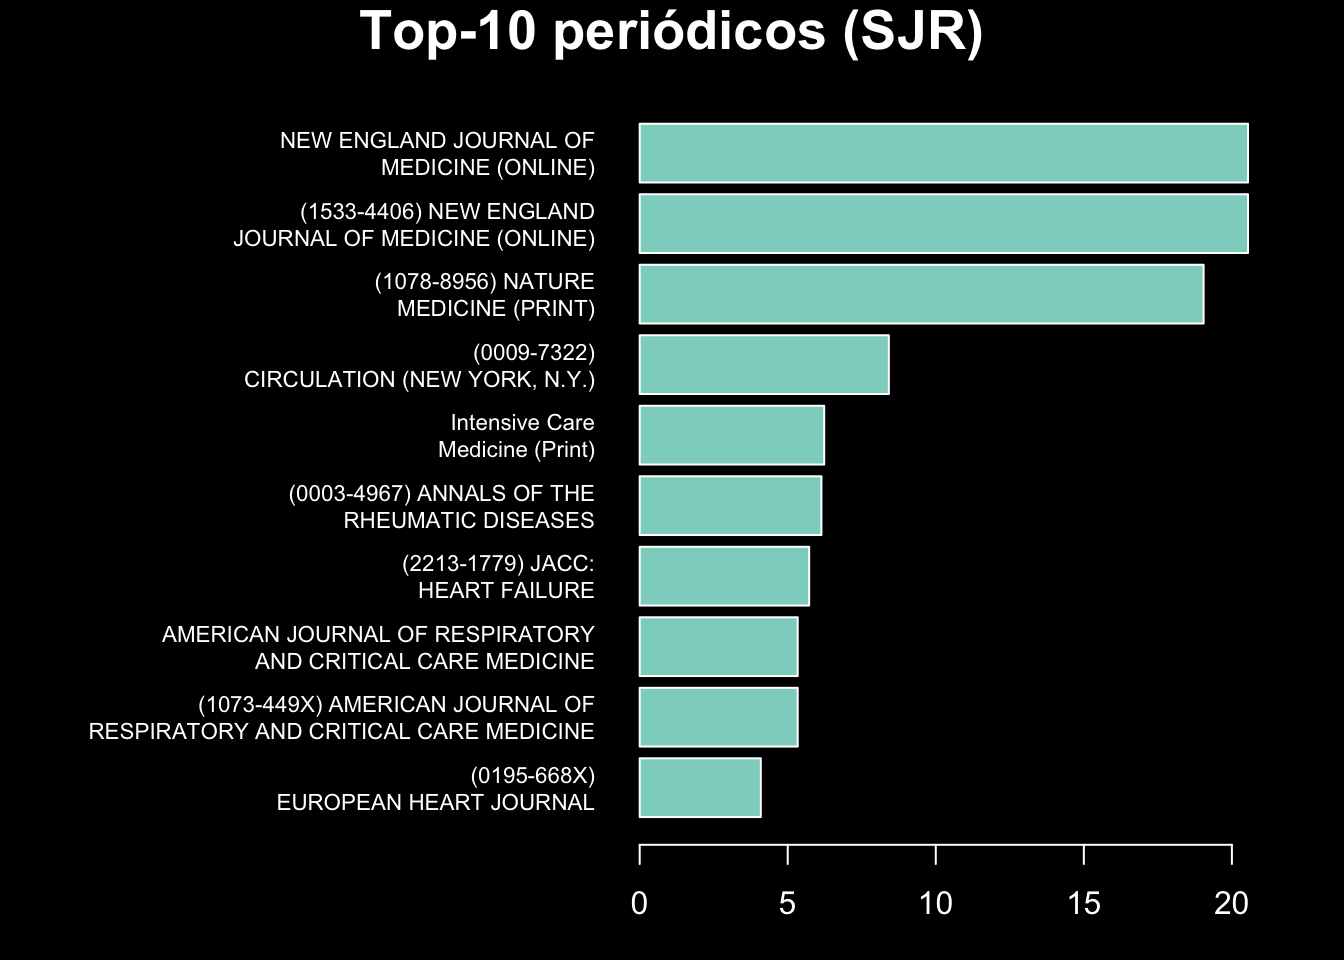 Top-10 periódicos (SJR)
NEW ENGLAND JOURNAL OF
MEDICINE (ONLINE)
(1533-4406) NEW ENGLAND
JOURNAL OF MEDICINE (ONLINE)
(1078-8956) NATURE
MEDICINE (PRINT)
(0009-7322)
CIRCULATION (NEW YORK, N.Y.)
Intensive Care
Medicine (Print)
(0003-4967) ANNALS OF THE
RHEUMATIC DISEASES
(2213-1779) JACC:
HEART FAILURE
AMERICAN JOURNAL OF RESPIRATORY
AND CRITICAL CARE MEDICINE
(1073-449X) AMERICAN JOURNAL OF
RESPIRATORY AND CRITICAL CARE MEDICINE
(0195-668X)
EUROPEAN HEART JOURNAL
0 5 10 15 20